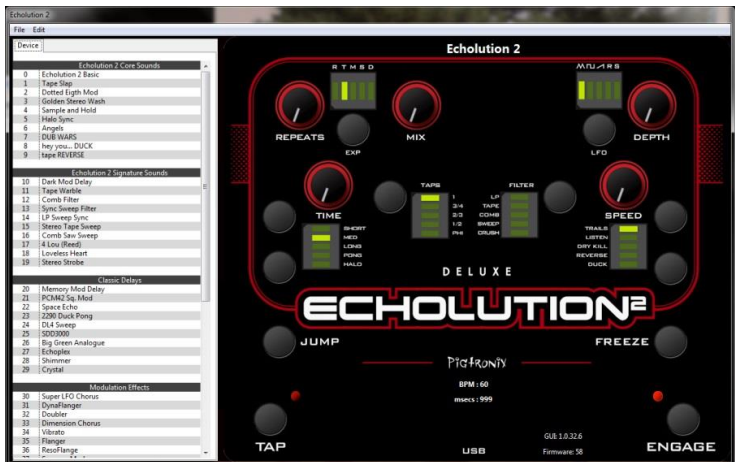 Echolution 2
File Edit
Device
Echolution 2 Core Sounds
0 Echolution 2 Basic
1 Tape Slap
2 Dotted Eigth Mod
3 Golden Stereo Wash
4 Sample and Hold
5 Halo Sync
6 Angels
7 DUB WARS
8 hey you... DUCK
9 tape REVERSE
Echolution 2 Signature Sounds
10 Dark Mod Delay
11 Tape Warble
12 Comb Filter
13 Sync Sweep Filter
14 LP Sweep Sync
15 Stereo Tape Sweep
16 Comb Saw Sweep
17 4 Lou (Reed)
18 Loveless Heart
19 Stereo Strobe
Classic Delays
20 Memory Mod Delay
21 PCM42 Sq. Mod
22 Space Echo
23 2290 Duck Pong
24 DL4 Sweep
25 SDD3000
26 Big Green Analogue
27 Echoplex
28 Shimmer
29 Crystal
Modulation Effects
30 Super LFO Chorus
31 DynaFlanger
32 Doubler
33 Dimension Chorus
34 Vibrato
35 Flanger
36 ResoFlange
Echolution 2
R T M S D
R S
REPEATS
MIX
DEPTH
EXP
LFO
TAPS
FILTER
1
3/4
2/3
1/2
PHI
LP
TAPE
COMB
SWEEP
CRUSH
TIME
SPEED
SHORT
MED
LONG
PONG
HALO
TRAILS
LISTEN
DRY KILL
REVERSE
DUCK
DELUXE
ECHOLUTION2
JUMP
FREEZE
Pigtronix
BPM : 60
msecs : 999
TAP
USB
GUI: 1.0.32.6
Firmware: 58
ENGAGE